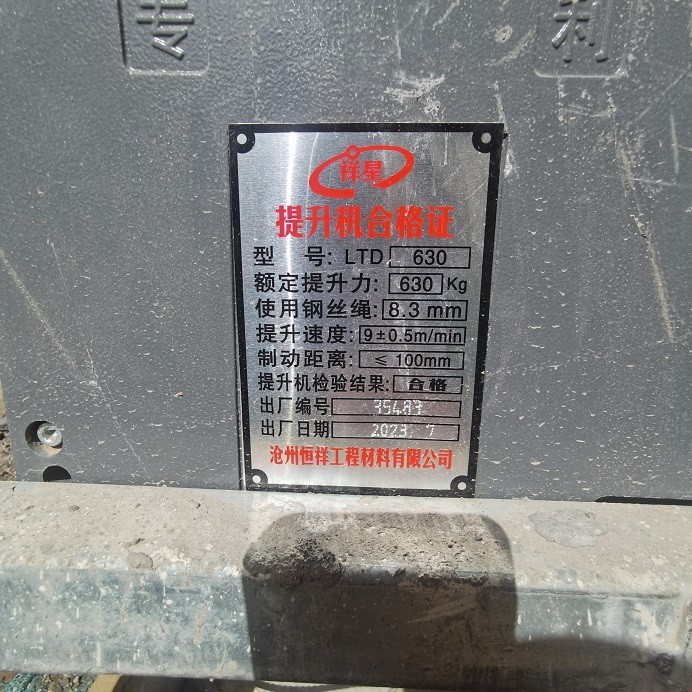 专 利
祥星
提升机合格证
型 号: LTD 630
额定提升力: 630 Kg
使用钢丝绳: 8.3 mm
提升速度: 9±0.5m/min
制动距离: ≤ 100mm
提升机检验结果: 合格
出厂编号 35483
出厂日期 2023 7
沧州恒祥工程材料有限公司